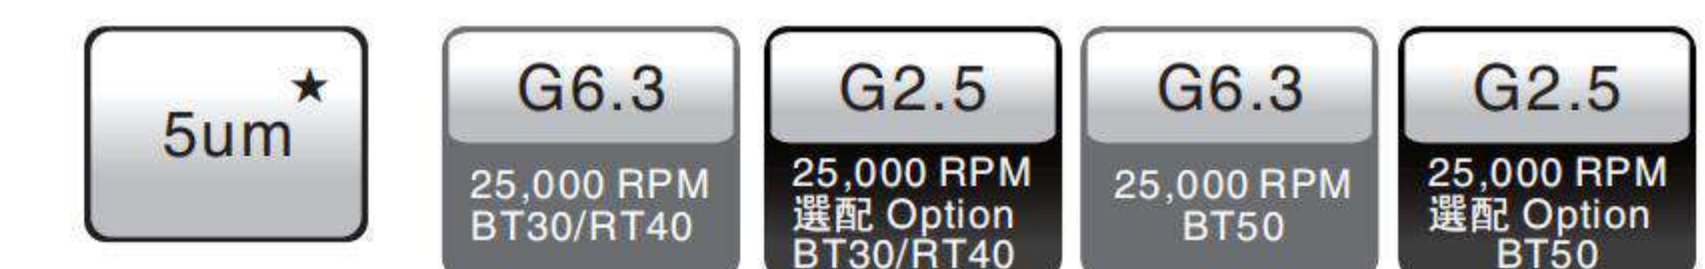 ★
5um
G6.3
25,000 RPM
BT30/RT40
G2.5
25,000 RPM
選配 Option
BT30/RT40
G6.3
25,000 RPM
BT50
G2.5
25,000 RPM
選配 Option
BT50